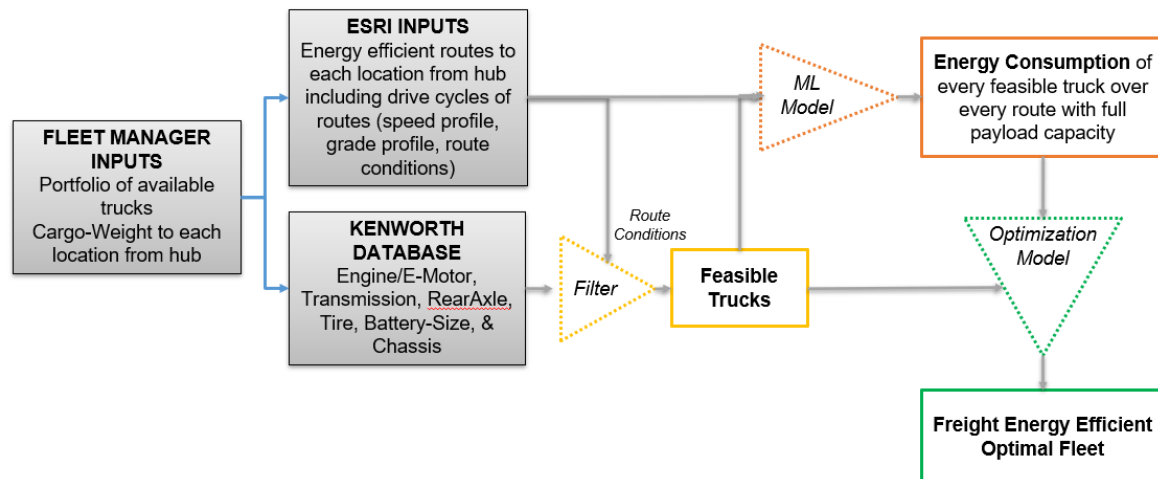 FLEET MANAGER
INPUTS
Portfolio of available
trucks
Cargo-Weight to each
location from hub
ESRI INPUTS
Energy efficient routes to
each location from hub
including drive cycles of
routes (speed profile,
grade profile, route
conditions)
KENWORTH
DATABASE
Engine/E-Motor,
Transmission, RearAxle,
Tire, Battery-Size, &
Chassis
Route
Conditions
Filter
Feasible
Trucks
ML
Model
Energy Consumption of
every feasible truck over
every route with full
payload capacity
Optimization
Model
Freight Energy Efficient
Optimal Fleet